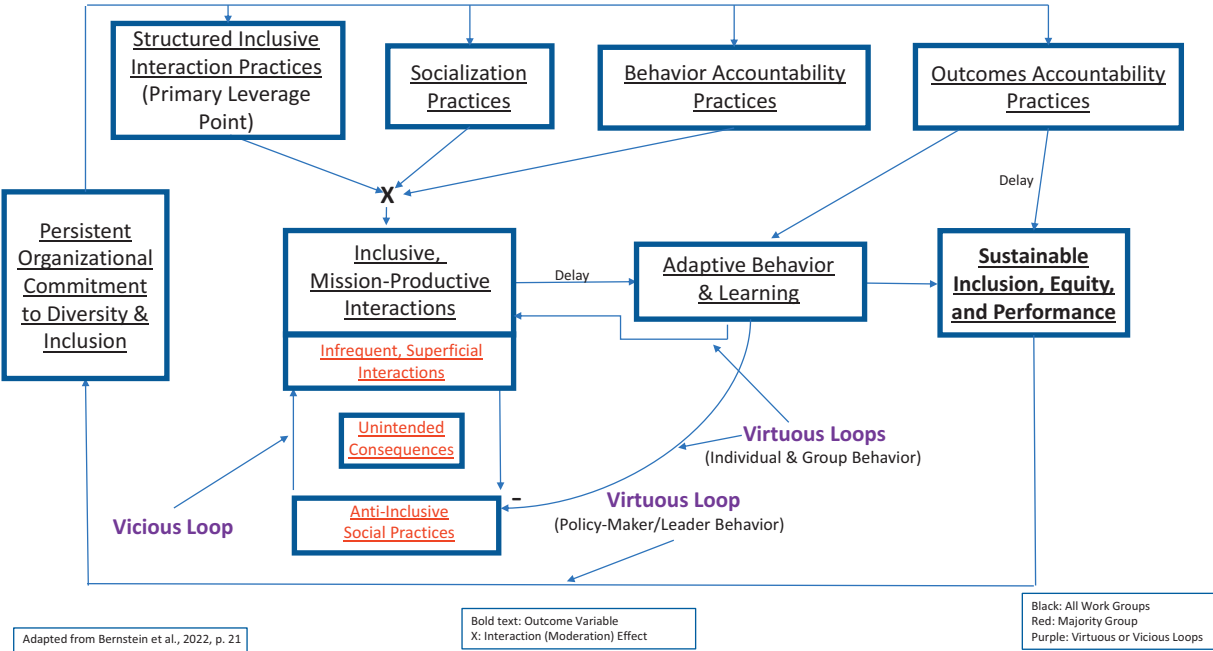 Structured Inclusive
Interaction Practices
(Primary Leverage
Point)
Socialization
Practices
Behavior Accountability
Practices
Outcomes Accountability
Practices
Delay
X
Persistent
Organizational
Commitment
to Diversity &
Inclusion
Inclusive,
Mission-Productive
Interactions
Delay
Adaptive Behavior
& Learning
Sustainable
Inclusion, Equity,
and Performance
Infrequent, Superficial
Interactions
Unintended
Consequences
Virtuous Loops
(Individual & Group Behavior)
–
Anti-Inclusive
Social Practices
Vicious Loop
Virtuous Loop
(Policy-Maker/Leader Behavior)
Adapted from Bernstein et al., 2022, p. 21
Bold text: Outcome Variable
X: Interaction (Moderation) Effect
Black: All Work Groups
Red: Majority Group
Purple: Virtuous or Vicious Loops